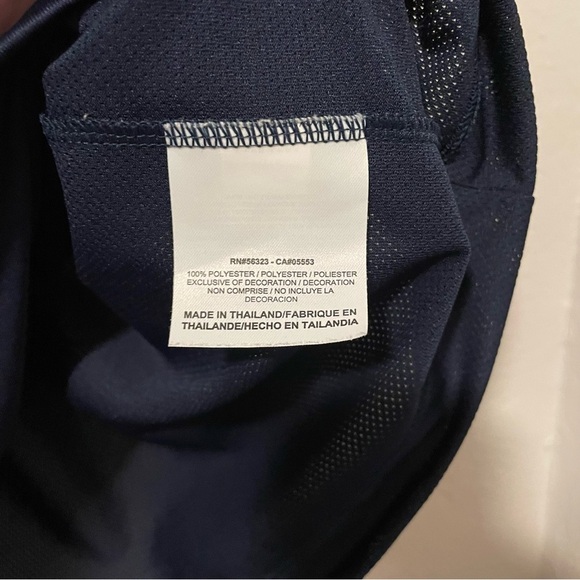 RN#56323 - CA#05553
100% POLYESTER / POLYESTER / POLIESTER
EXCLUSIVE OF DECORATION / DECORATION
NON COMPRISE / NO INCLUYE LA
DECORACION
MADE IN THAILAND/FABRIQUE EN
THAILANDE/HECHO EN TAILANDIA